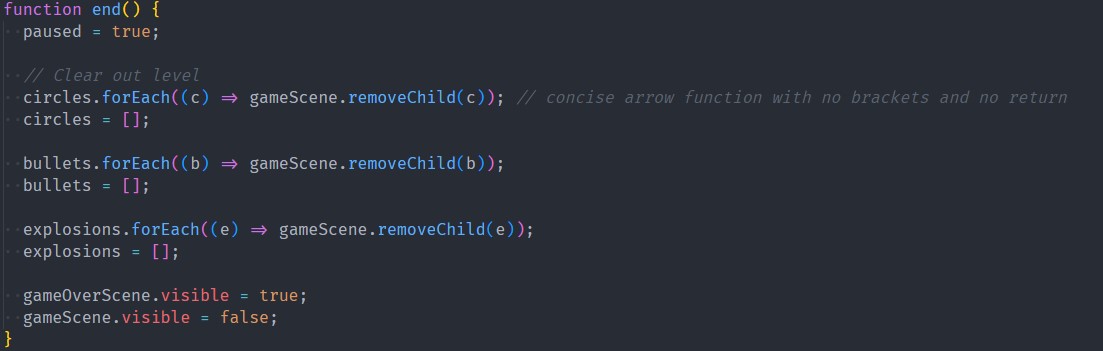 function end() {
  paused = true;

  // Clear out level
  circles.forEach((c) => gameScene.removeChild(c)); // concise arrow function with no brackets and no return
  circles = [];

  bullets.forEach((b) => gameScene.removeChild(b));
  bullets = [];

  explosions.forEach((e) => gameScene.removeChild(e));
  explosions = [];

  gameOverScene.visible = true;
  gameScene.visible = false;
}